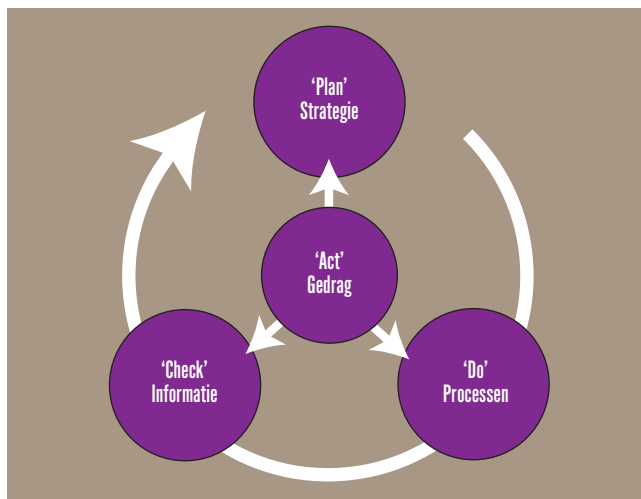 ‘Plan’
Strategie
‘Act’
Gedrag
‘Check’
Informatie
‘Do’
Processen